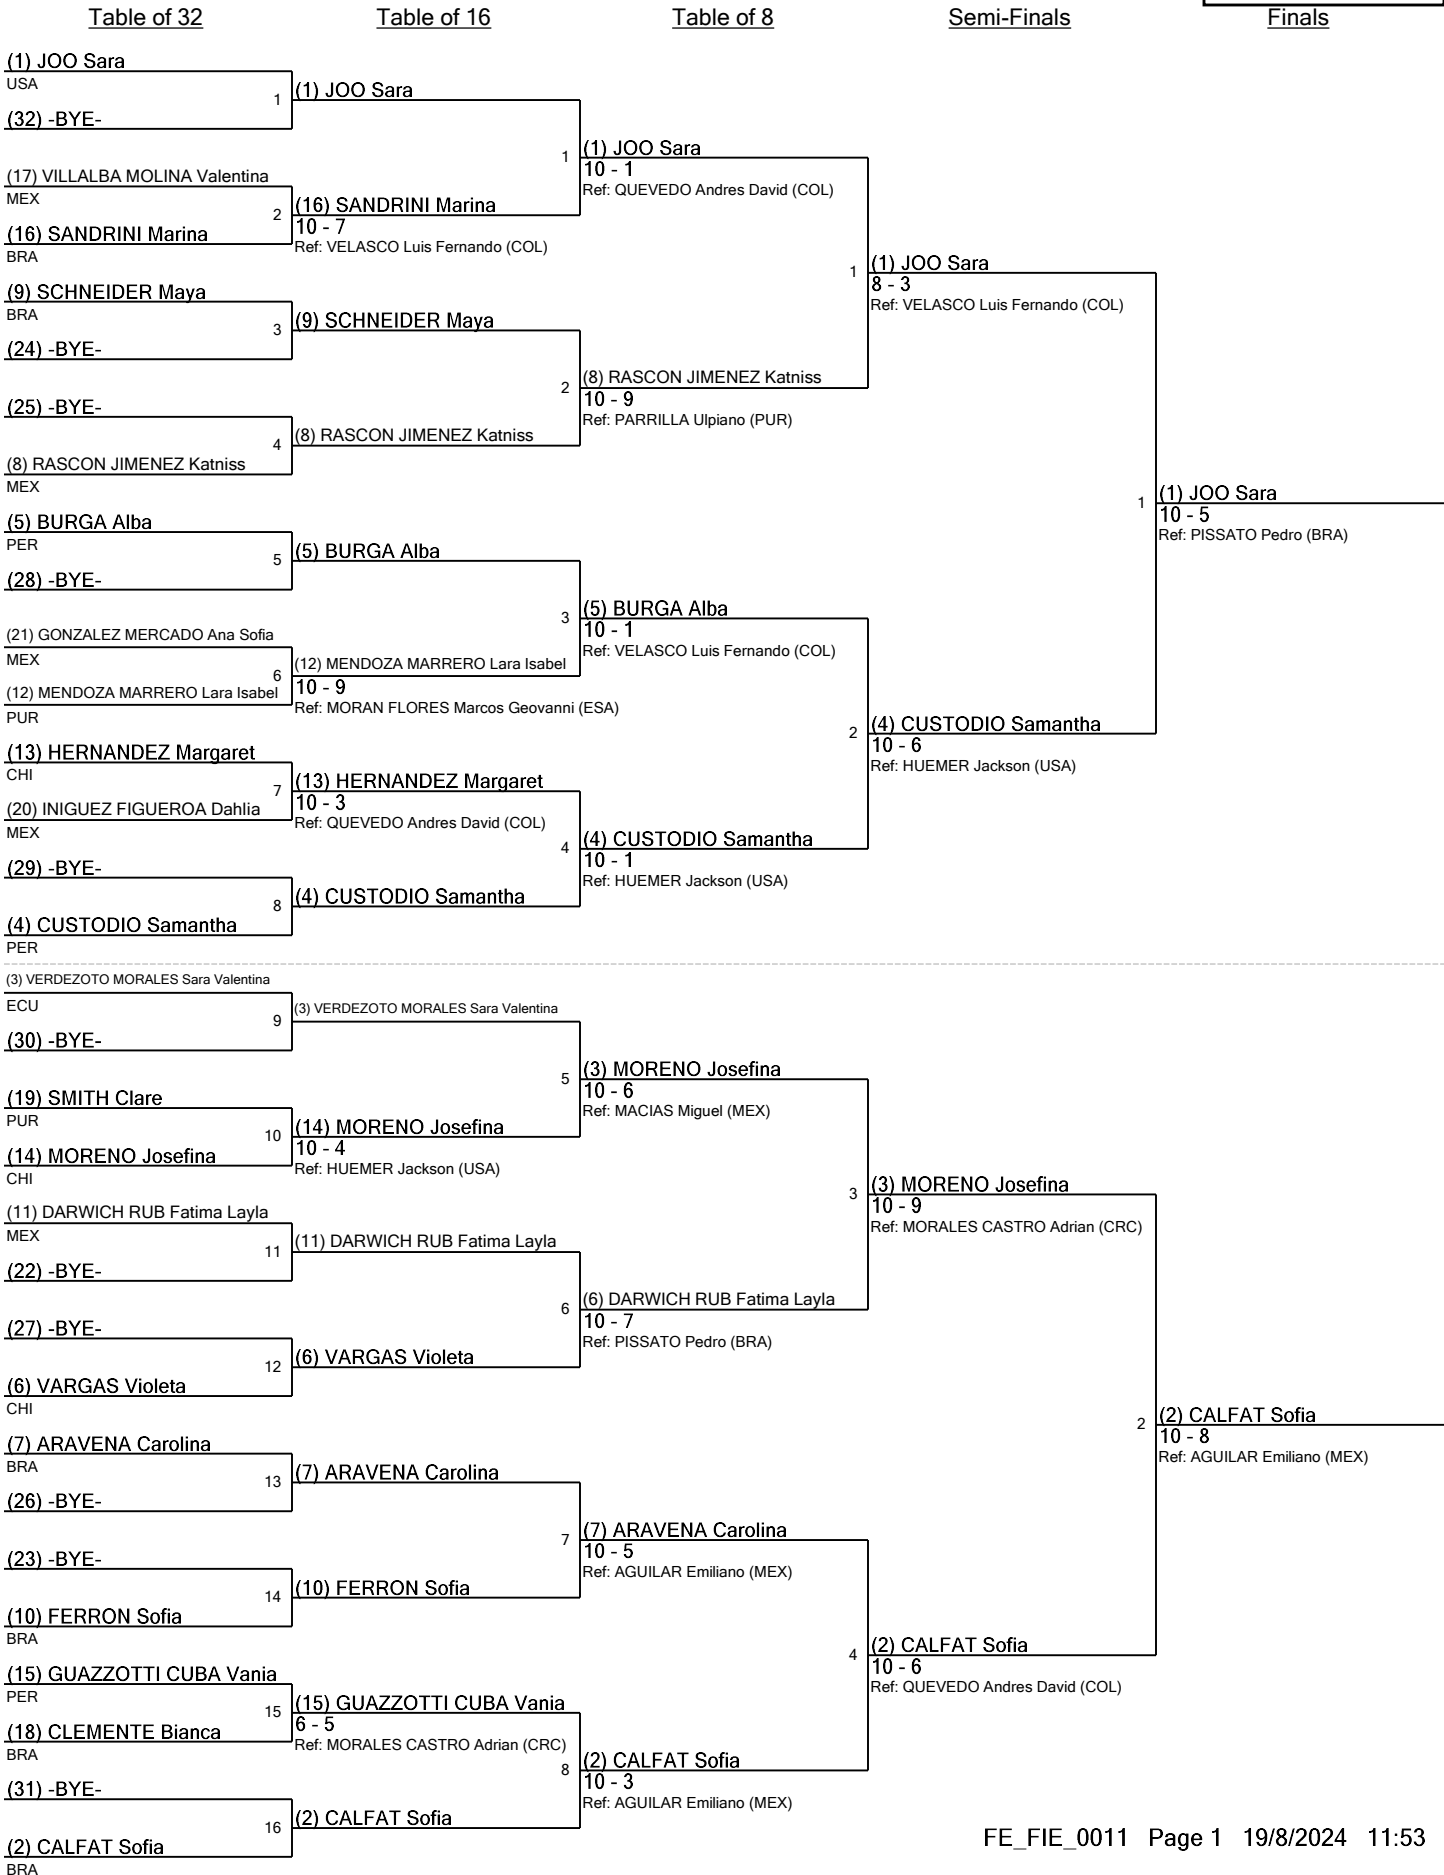 Table of 32
Table of 16
Table of 8
Semi-Finals
Finals
(1) JOO Sara
USA
(32) -BYE-
(17) VILLALBA MOLINA Valentina
MEX
(16) SANDRINI Marina
BRA
(9) SCHNEIDER Maya
BRA
(24) -BYE-
(25) -BYE-
(8) RASCON JIMENEZ Katniss
MEX
(5) BURGA Alba
PER
(28) -BYE-
(21) GONZALEZ MERCADO Ana Sofia
MEX
(12) MENDOZA MARRERO Lara Isabel
PUR
(13) HERNANDEZ Margaret
CHI
(20) INIGUEZ FIGUEROA Dahlia
MEX
(29) -BYE-
(4) CUSTODIO Samantha
PER
(3) VERDEZOTO MORALES Sara Valentina
ECU
(30) -BYE-
(19) SMITH Clare
PUR
(14) MORENO Josefina
CHI
(11) DARWICH RUB Fatima Layla
MEX
(22) -BYE-
(27) -BYE-
(6) VARGAS Violeta
CHI
(7) ARAVENA Carolina
BRA
(26) -BYE-
(23) -BYE-
(10) FERRON Sofia
BRA
(15) GUAZZOTTI CUBA Vania
PER
(18) CLEMENTE Bianca
BRA
(31) -BYE-
(2) CALFAT Sofia
BRA
1
(1) JOO Sara
2
(16) SANDRINI Marina
10 - 7
Ref: VELASCO Luis Fernando (COL)
3
(9) SCHNEIDER Maya
4
(8) RASCON JIMENEZ Katniss
5
(5) BURGA Alba
6
(12) MENDOZA MARRERO Lara Isabel
10 - 9
Ref: MORAN FLORES Marcos Geovanni (ESA)
7
(13) HERNANDEZ Margaret
10 - 3
Ref: QUEVEDO Andres David (COL)
8
(4) CUSTODIO Samantha
9
(3) VERDEZOTO MORALES Sara Valentina
10
(14) MORENO Josefina
10 - 4
Ref: HUEMER Jackson (USA)
11
(11) DARWICH RUB Fatima Layla
12
(6) VARGAS Violeta
13
(7) ARAVENA Carolina
14
(10) FERRON Sofia
15
(15) GUAZZOTTI CUBA Vania
6 - 5
Ref: MORALES CASTRO Adrian (CRC)
16
(2) CALFAT Sofia
1
(1) JOO Sara
10 - 1
Ref: QUEVEDO Andres David (COL)
2
(8) RASCON JIMENEZ Katniss
10 - 9
Ref: PARRILLA Ulpiano (PUR)
3
(5) BURGA Alba
10 - 1
Ref: VELASCO Luis Fernando (COL)
4
(4) CUSTODIO Samantha
10 - 1
Ref: HUEMER Jackson (USA)
5
(3) MORENO Josefina
10 - 6
Ref: MACIAS Miguel (MEX)
6
(6) DARWICH RUB Fatima Layla
10 - 7
Ref: PISSATO Pedro (BRA)
7
(7) ARAVENA Carolina
10 - 5
Ref: AGUILAR Emiliano (MEX)
8
(2) CALFAT Sofia
10 - 3
Ref: AGUILAR Emiliano (MEX)
1
(1) JOO Sara
8 - 3
Ref: VELASCO Luis Fernando (COL)
2
(4) CUSTODIO Samantha
10 - 6
Ref: HUEMER Jackson (USA)
3
(3) MORENO Josefina
10 - 9
Ref: MORALES CASTRO Adrian (CRC)
4
(2) CALFAT Sofia
10 - 6
Ref: QUEVEDO Andres David (COL)
1
(1) JOO Sara
10 - 5
Ref: PISSATO Pedro (BRA)
2
(2) CALFAT Sofia
10 - 8
Ref: AGUILAR Emiliano (MEX)
FE_FIE_0011 Page 1 19/8/2024 11:53